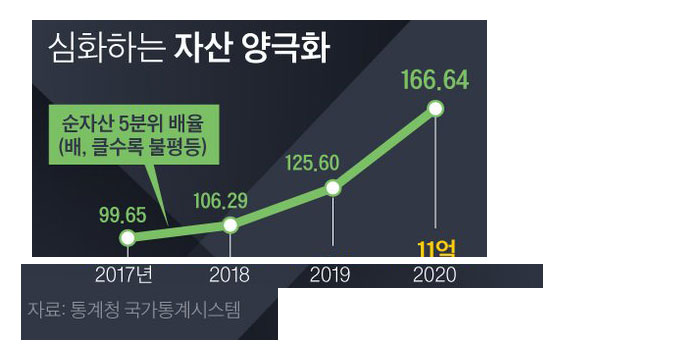 심화하는 자산 양극화
166.64
순자산 5분위 배율
(배, 클수록 불평등)
125.60
106.29
99.65
11억
2017년 2018 2019 2020
자료: 통계청 국가통계시스템